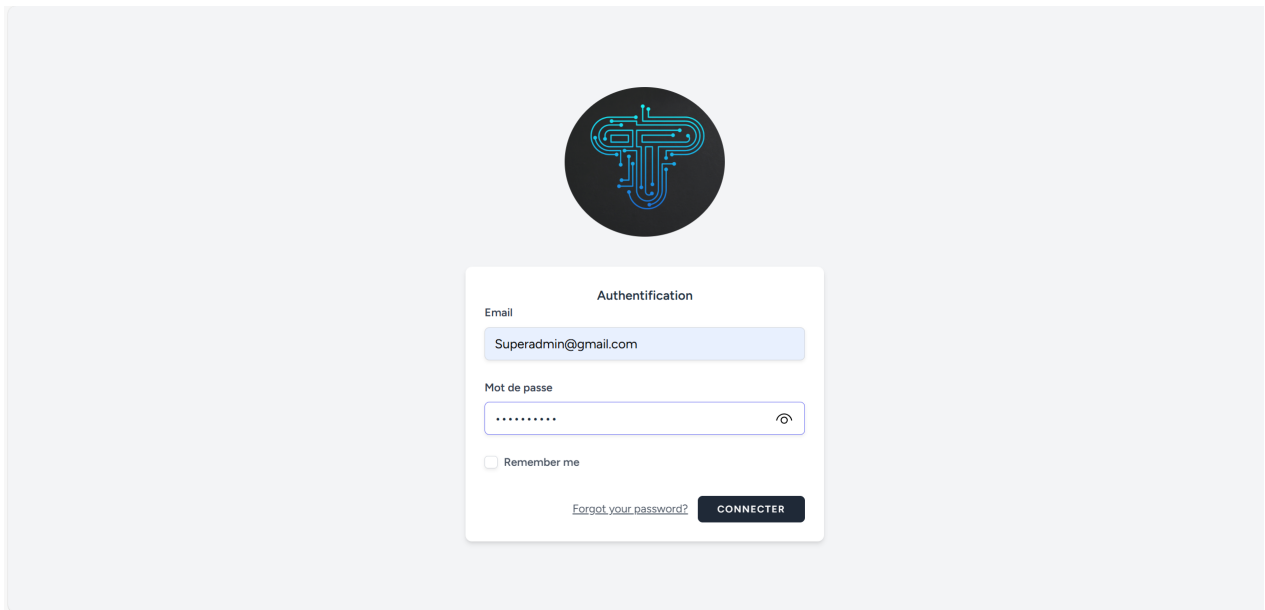 Authentification
Email
Superadmin@gmail.com
Mot de passe
••••••••••
Remember me
Forgot your password? CONNECTER